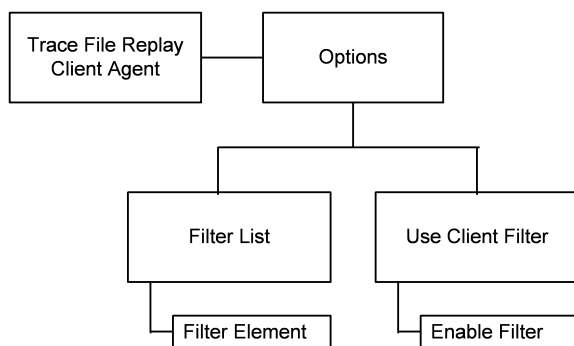 Trace File Replay
Client Agent
Options
Filter List
Use Client Filter
Filter Element
Enable Filter